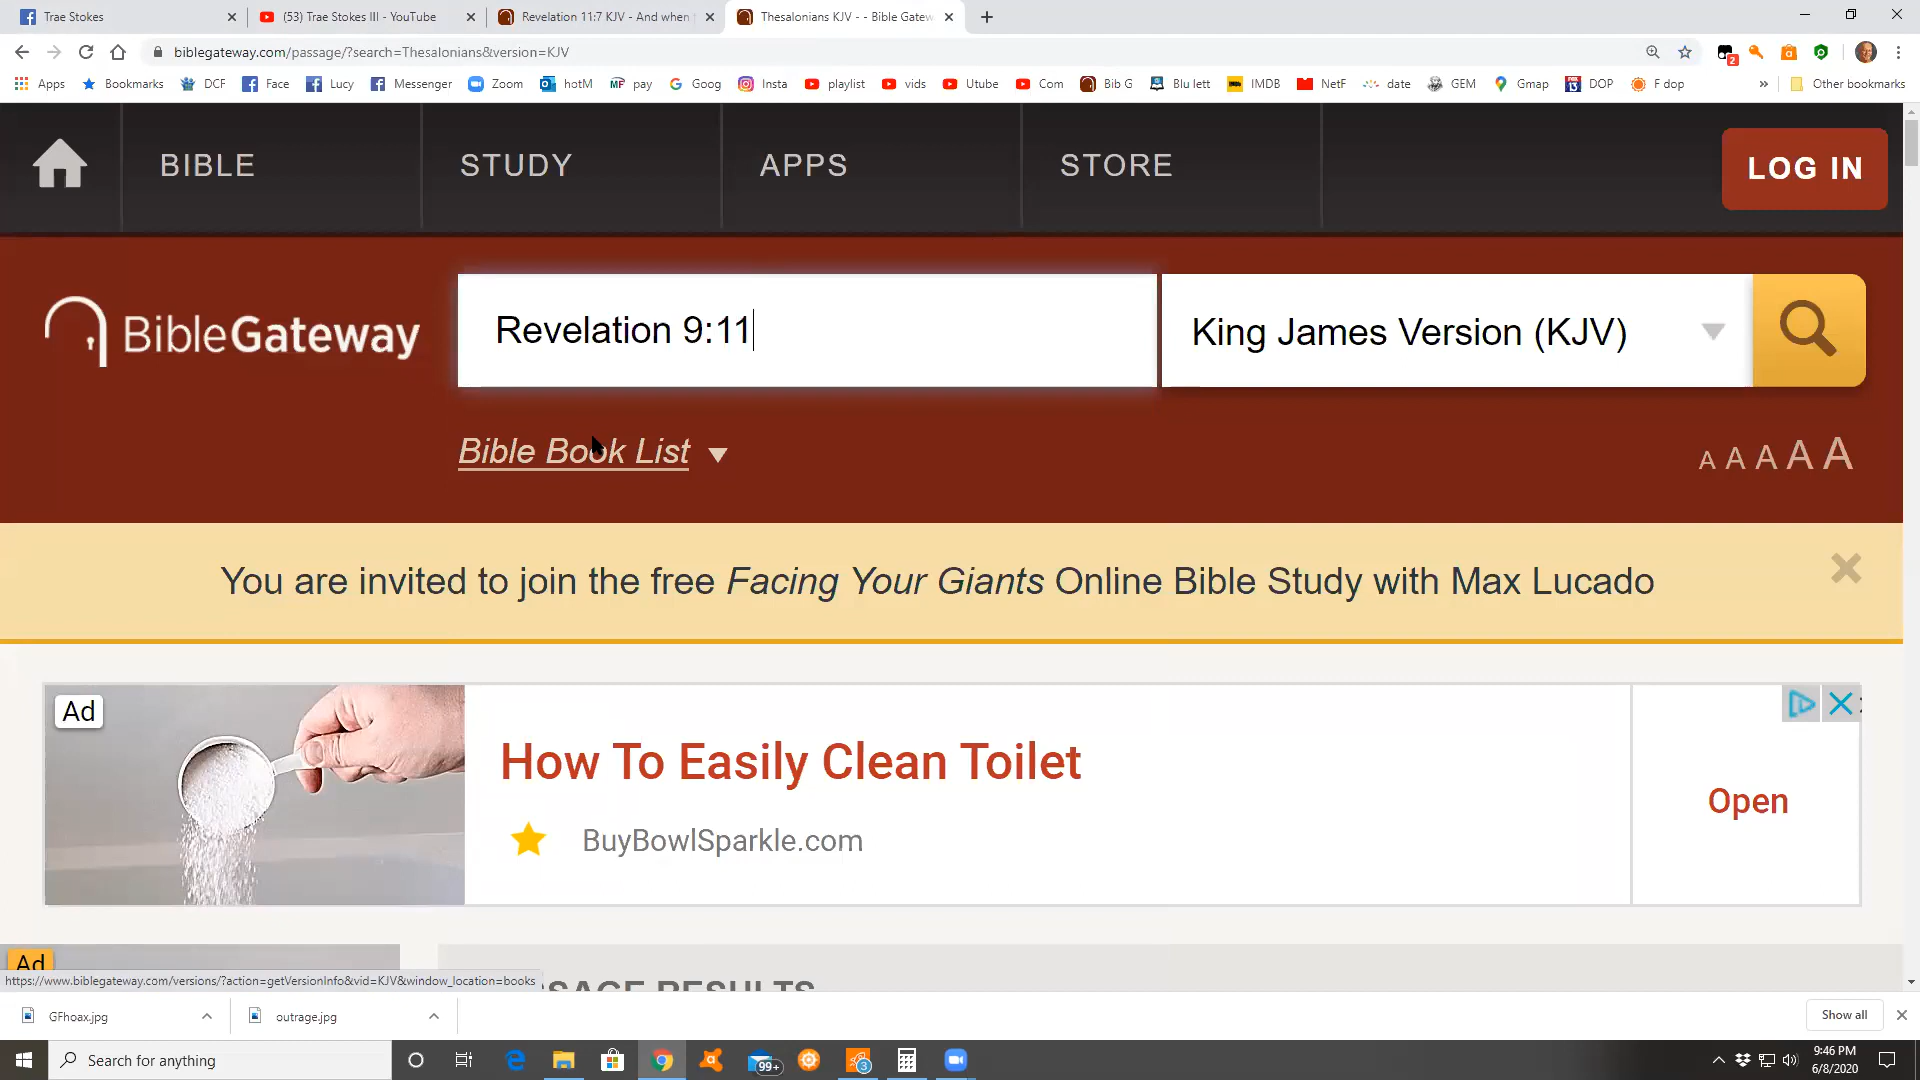 Trae Stokes
(53) Trae Stokes III - YouTube
Revelation 11:7 KJV - And when
Thesalonians KJV - - Bible Gatew
biblegateway.com/passage/?search=Thesalonians&version=KJV
2
Apps
Bookmarks
DCF
Face
Lucy
Messenger
Zoom
hotM
MF pay
Goog
Insta
playlist
vids
Utube
Com
Bib G
Blu lett
IMDB
NetF
date
GEM
Gmap
DOP
F dop
Other bookmarks
BIBLE
STUDY
APPS
STORE
LOG IN
BibleGateway
Revelation 9:11
King James Version (KJV)
Bible Book List
A A A A A
You are invited to join the free Facing Your Giants Online Bible Study with Max Lucado
Ad
How To Easily Clean Toilet
BuyBowlSparkle.com
Open
Ad
SAGE RESULTS
https://www.biblegateway.com/versions/?action=getVersionInfo&vid=KJV&window_location=books
GFhoax.jpg
outrage.jpg
Show all
Search for anything
99+
3
9:46 PM
6/8/2020